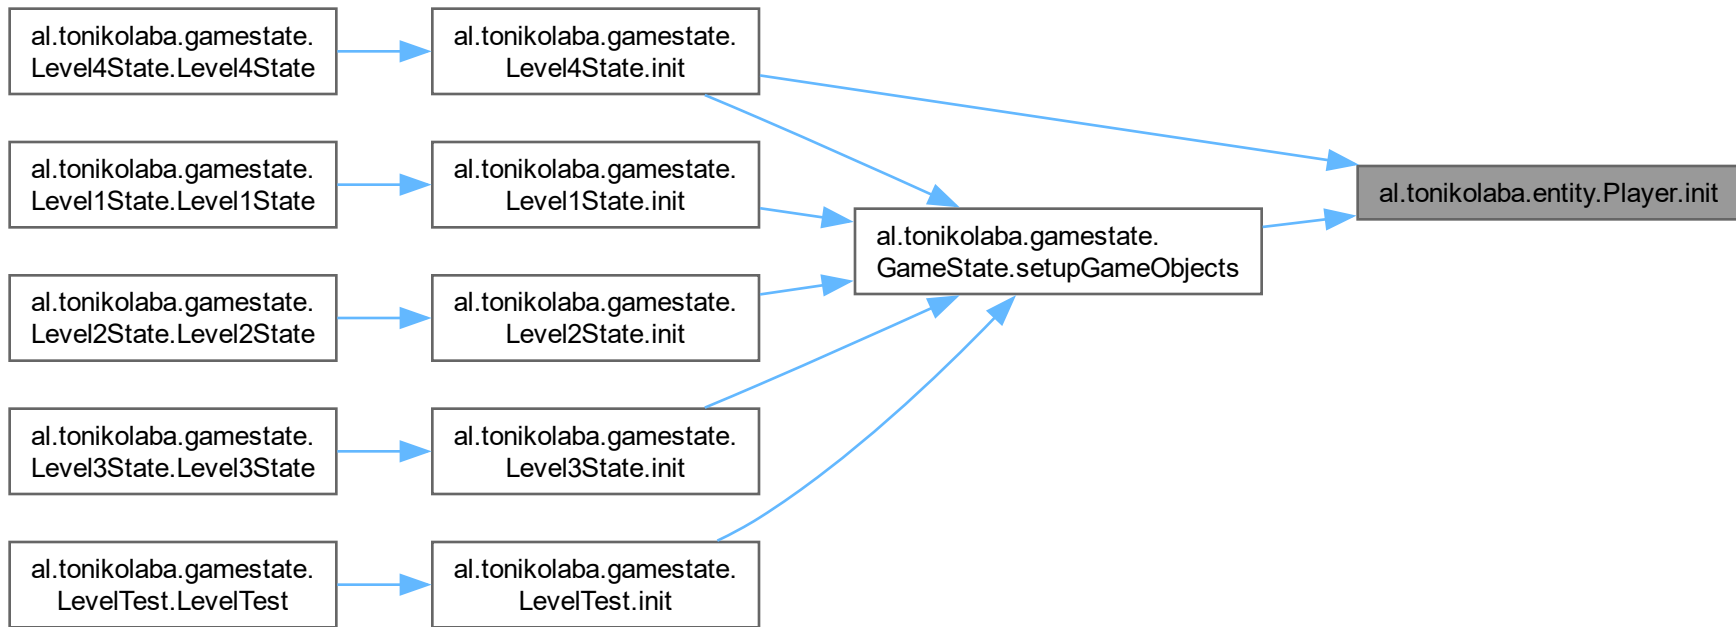 al.tonikolaba.gamestate.
Level4State.Level4State
al.tonikolaba.gamestate.
Level4State.init
al.tonikolaba.gamestate.
Level1State.Level1State
al.tonikolaba.gamestate.
Level1State.init
al.tonikolaba.entity.Player.init
al.tonikolaba.gamestate.
GameState.setupGameObjects
al.tonikolaba.gamestate.
Level2State.Level2State
al.tonikolaba.gamestate.
Level2State.init
al.tonikolaba.gamestate.
Level3State.Level3State
al.tonikolaba.gamestate.
Level3State.init
al.tonikolaba.gamestate.
LevelTest.LevelTest
al.tonikolaba.gamestate.
LevelTest.init